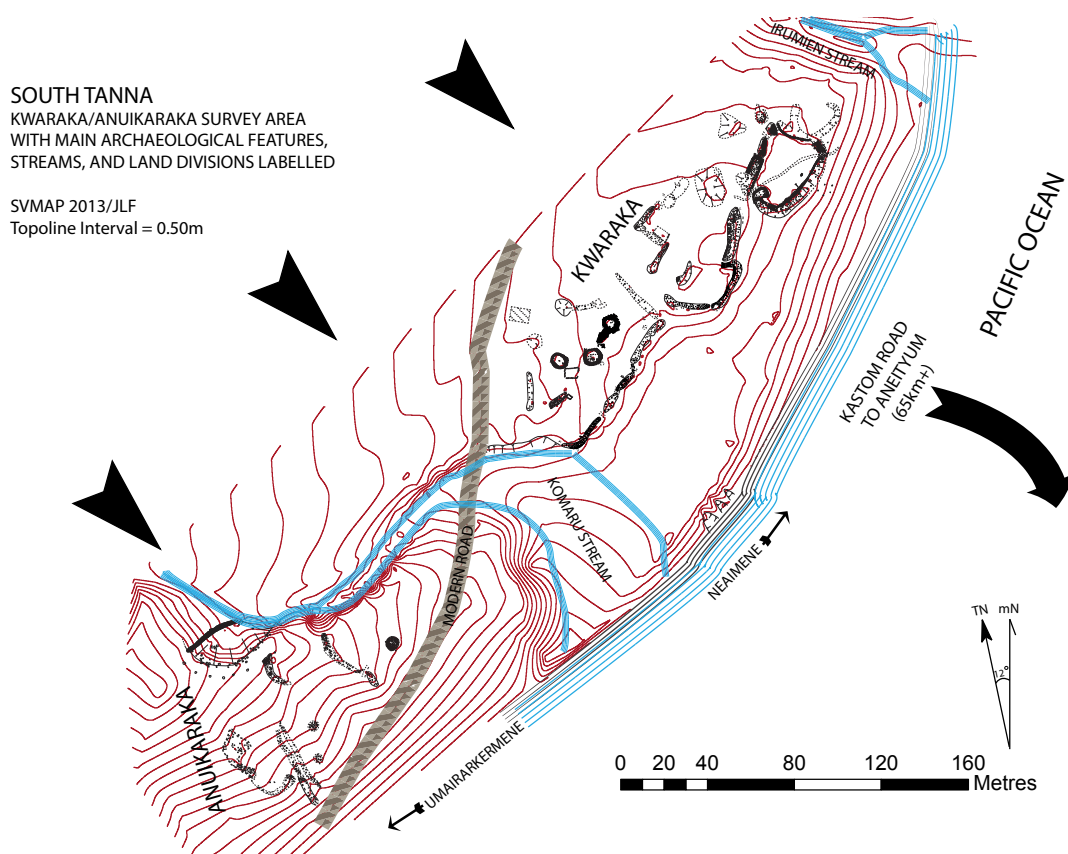 SOUTH TANNA
KWARAKA/ANUIKARAKA SURVEY AREA
WITH MAIN ARCHAEOLOGICAL FEATURES,
STREAMS, AND LAND DIVISIONS LABELLED
SVMAP 2013/JLF
Topoline Interval = 0.50m
IRUMIEN STREAM
KWARAKA
PACIFIC OCEAN
KASTOM ROAD
TO ANEITYUM
(65km+)
KOMARU STREAM
MODERN ROAD
NEAIMENE
ANUIKARAKA
UMAIRARKERMENE
TN mN
12°
0 20 40 80 120 160
Metres